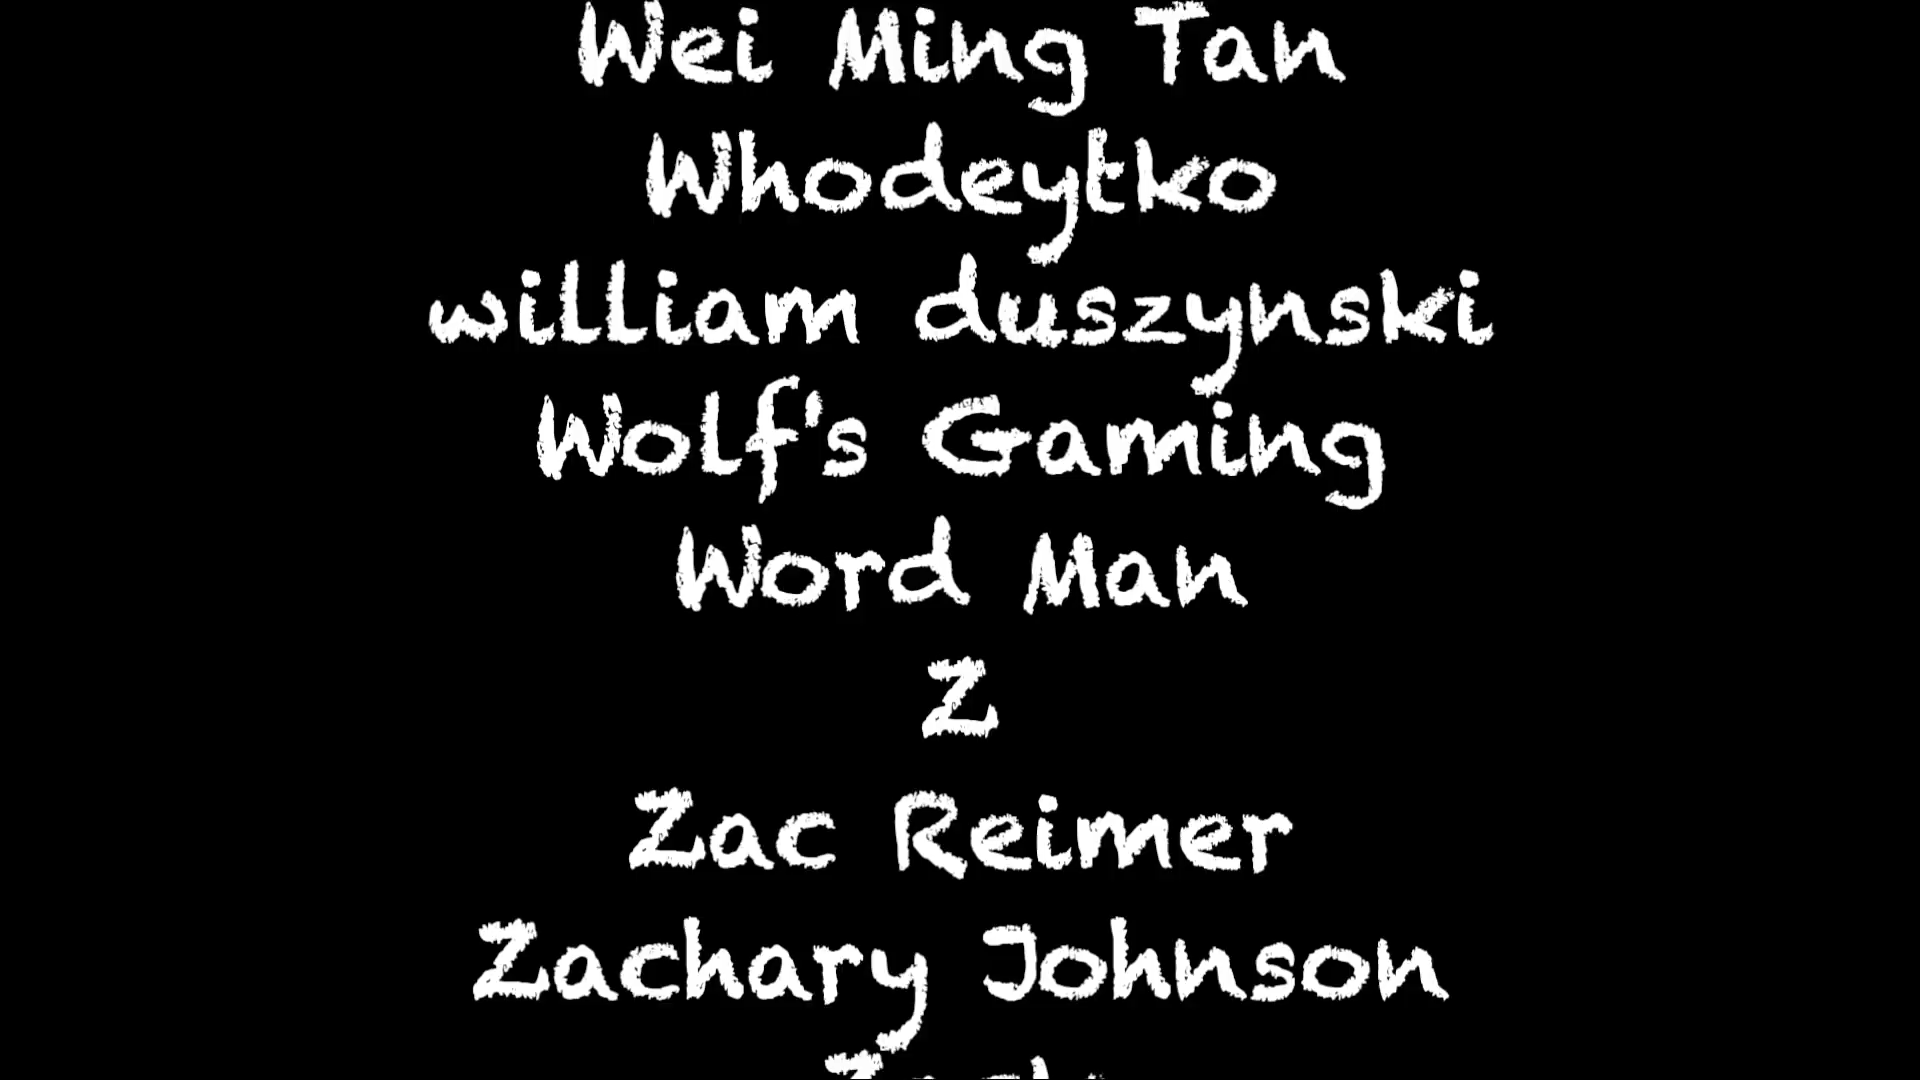 Wei Ming Tan
Whodeytko
william duszynski
Wolf's Gaming
Word Man
Z
Zac Reimer
Zachary Johnson